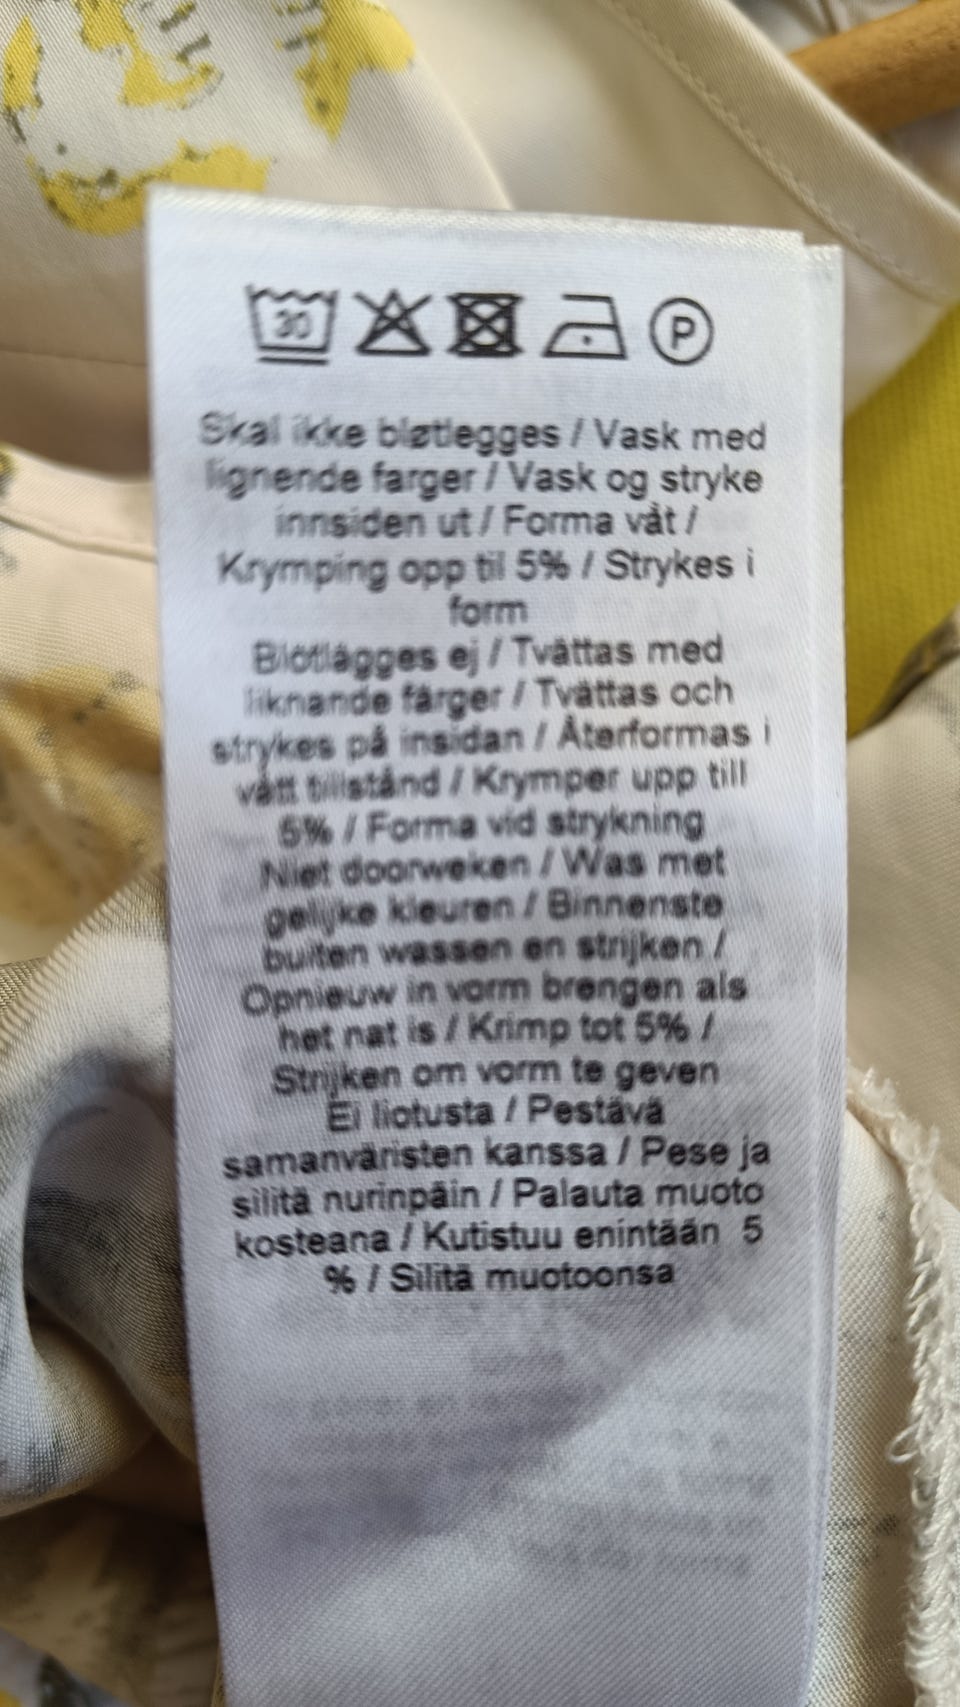 30 P
Skal ikke bløtlegges / Vask med
lignende farger / Vask og stryke
innsiden ut / Forma våt /
Krymping opp til 5% / Strykes i
form
Blötlägges ej / Tvättas med
liknande färger / Tvättas och
strykes på insidan / Återformas i
vått tillstånd / Krymper upp till
5% / Forma vid strykning
Niet doorweken / Was met
gelijke kleuren / Binnenste
buiten wassen en strijken /
Opnieuw in vorm brengen als
het nat is / Krimp tot 5% /
Strijken om vorm te geven
Ei liotusta / Pestävä
samanväristen kanssa / Pese ja
silitä nurinpäin / Palauta muoto
kosteana / Kutistuu enintään 5
% / Silitä muotoonsa